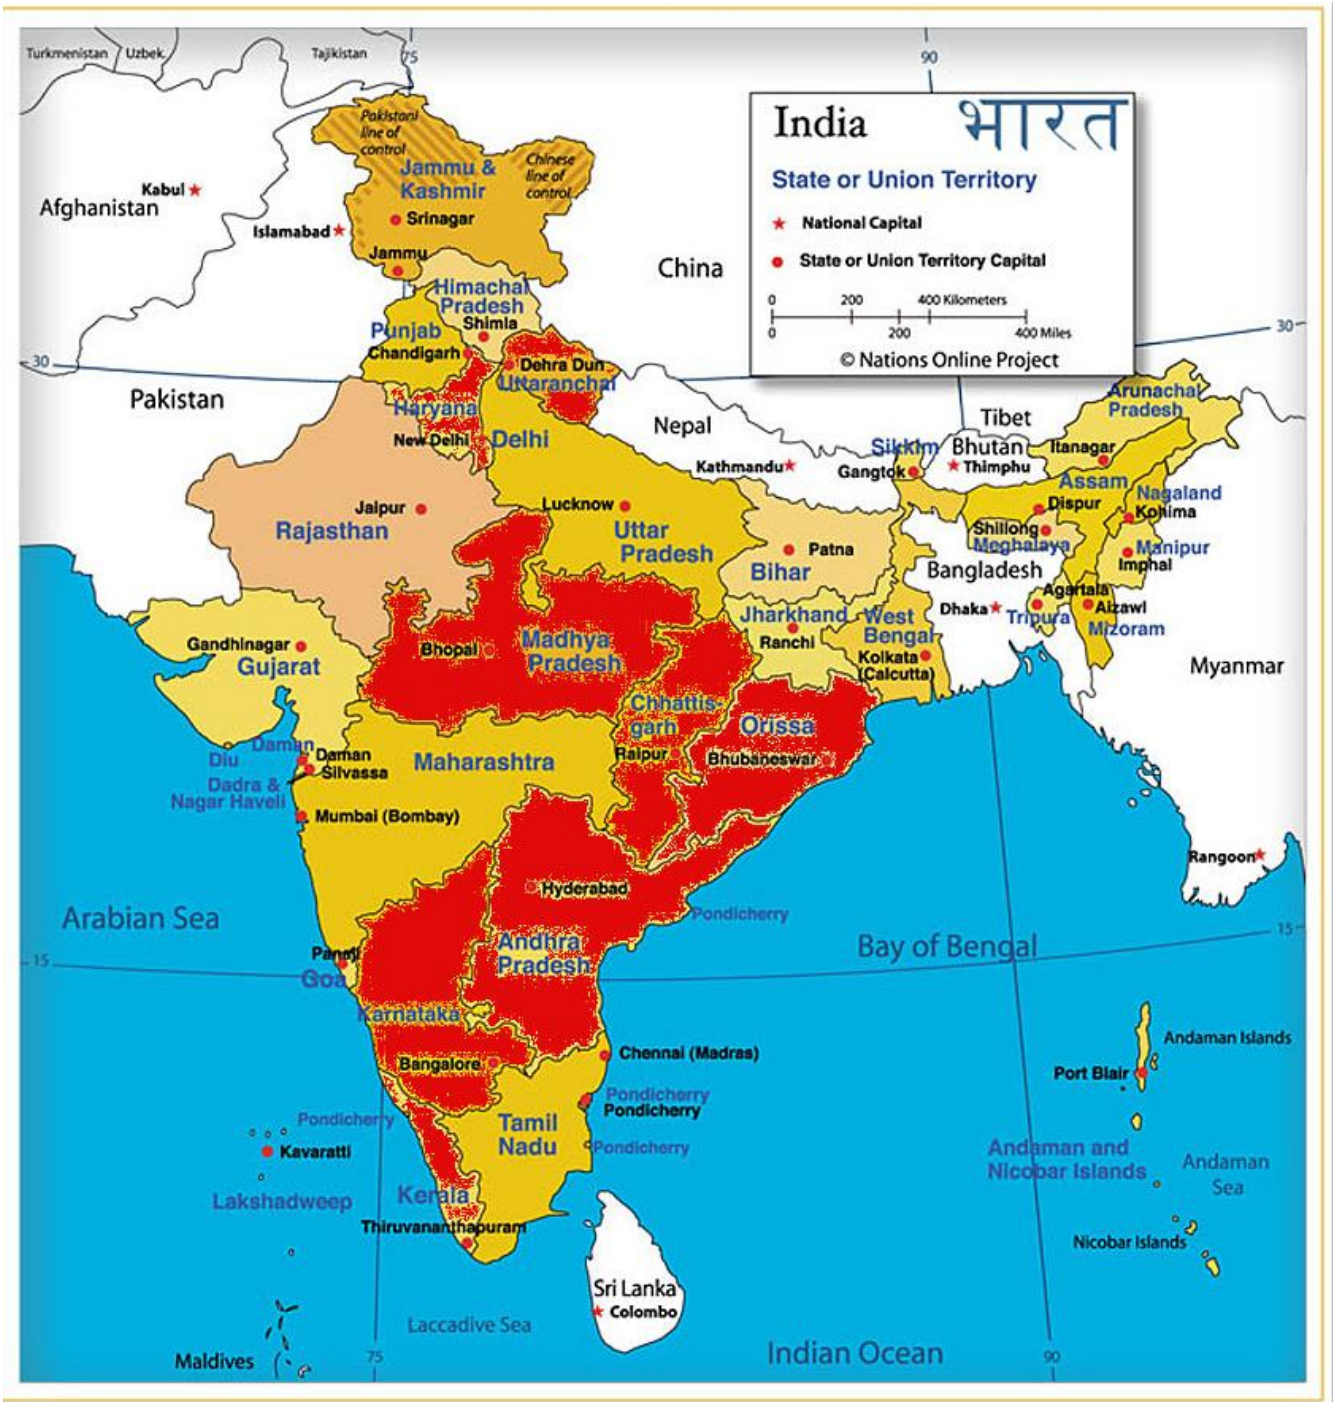 Turkmenistan
Uzbek.
Tajikistan
75
90
Pakistani
line of
control
Chinese
line of
control
Jammu &
Kashmir
Srinagar
Jammu
Kabul
Afghanistan
Islamabad
China
India
भारत
State or Union Territory
National Capital
State or Union Territory Capital
0 200 400 Kilometers
0 200 400 Miles
© Nations Online Project
Himachal
Pradesh
Shimla
Punjab
Chandigarh
30
30
Dehra Dun
Uttaranchal
Pakistan
Haryana
New Delhi
Delhi
Nepal
Kathmandu
Tibet
Arunachal
Pradesh
Sikkim
Gangtok
Bhutan
Thimphu
Itanagar
Assam
Dispur
Nagaland
Kohima
Shillong
Meghalaya
Manipur
Imphal
Jaipur
Rajasthan
Lucknow
Uttar
Pradesh
Patna
Bihar
Bangladesh
Dhaka
Agartala
Tripura
Aizawl
Mizoram
Jharkhand
Ranchi
West
Bengal
Kolkata
(Calcutta)
Myanmar
Gandhinagar
Gujarat
Bhopal
Madhya
Pradesh
Chhattis-
garh
Raipur
Orissa
Bhubaneswar
Daman
Diu
Daman
Silvassa
Dadra &
Nagar Haveli
Maharashtra
Mumbai (Bombay)
Rangoon
Hyderabad
Pondicherry
Arabian Sea
Bay of Bengal
15
15
Panaji
Goa
Andhra
Pradesh
Karnataka
Bangalore
Chennai (Madras)
Andaman Islands
Port Blair
Pondicherry
Pondicherry
Pondicherry
Pondicherry
Tamil
Nadu
Kavaratti
Lakshadweep
Kerala
Thiruvananthapuram
Andaman and
Nicobar Islands
Andaman
Sea
Nicobar Islands
Sri Lanka
Colombo
Laccadive Sea
Maldives
Indian Ocean
75
90